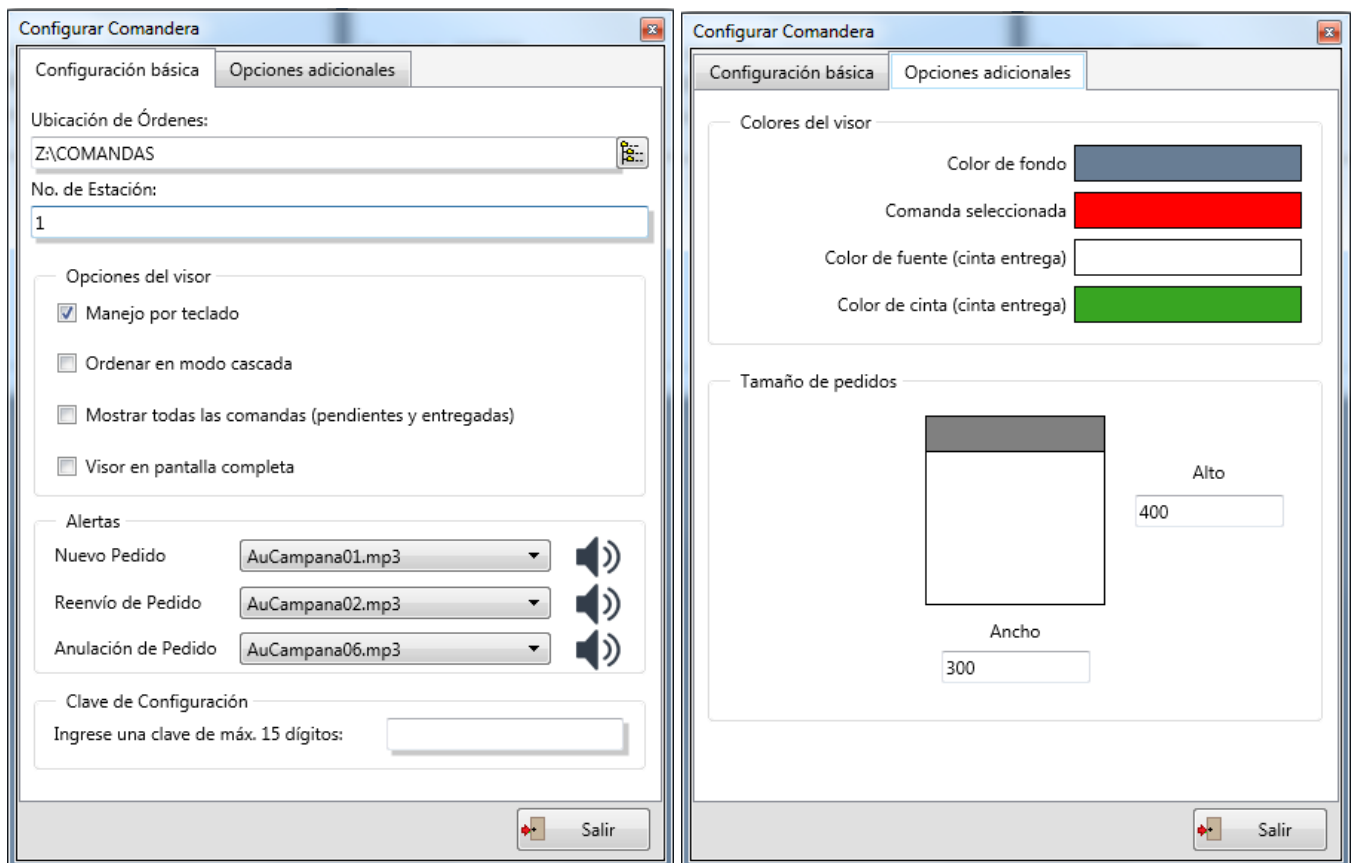 Configurar Comandera
Configuración básica
Opciones adicionales
Ubicación de Órdenes:
Z:\COMANDAS
No. de Estación:
1
Opciones del visor
Manejo por teclado
Ordenar en modo cascada
Mostrar todas las comandas (pendientes y entregadas)
Visor en pantalla completa
Alertas
Nuevo Pedido
AuCampana01.mp3
Reenvío de Pedido
AuCampana02.mp3
Anulación de Pedido
AuCampana06.mp3
Clave de Configuración
Ingrese una clave de máx. 15 dígitos:
Salir
Configurar Comandera
Configuración básica
Opciones adicionales
Colores del visor
Color de fondo
Comanda seleccionada
Color de fuente (cinta entrega)
Color de cinta (cinta entrega)
Tamaño de pedidos
Alto
400
Ancho
300
Salir